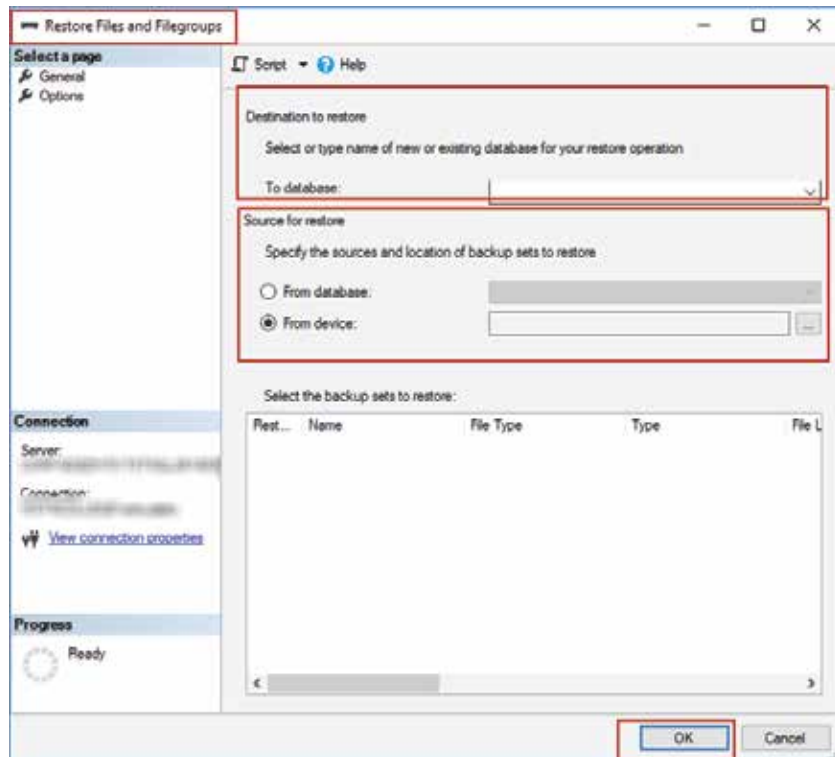 Restore Files and Filegroups
Select a page
General
Options
Script Help
Destination to restore
Select or type name of new or existing database for your restore operation
To database:
Source for restore
Specify the sources and location of backup sets to restore
From database:
From device:
...
Select the backup sets to restore:
Rest... Name File Type Type File L
Connection
Server:
Connection:
View connection properties
Progress
Ready
OK Cancel